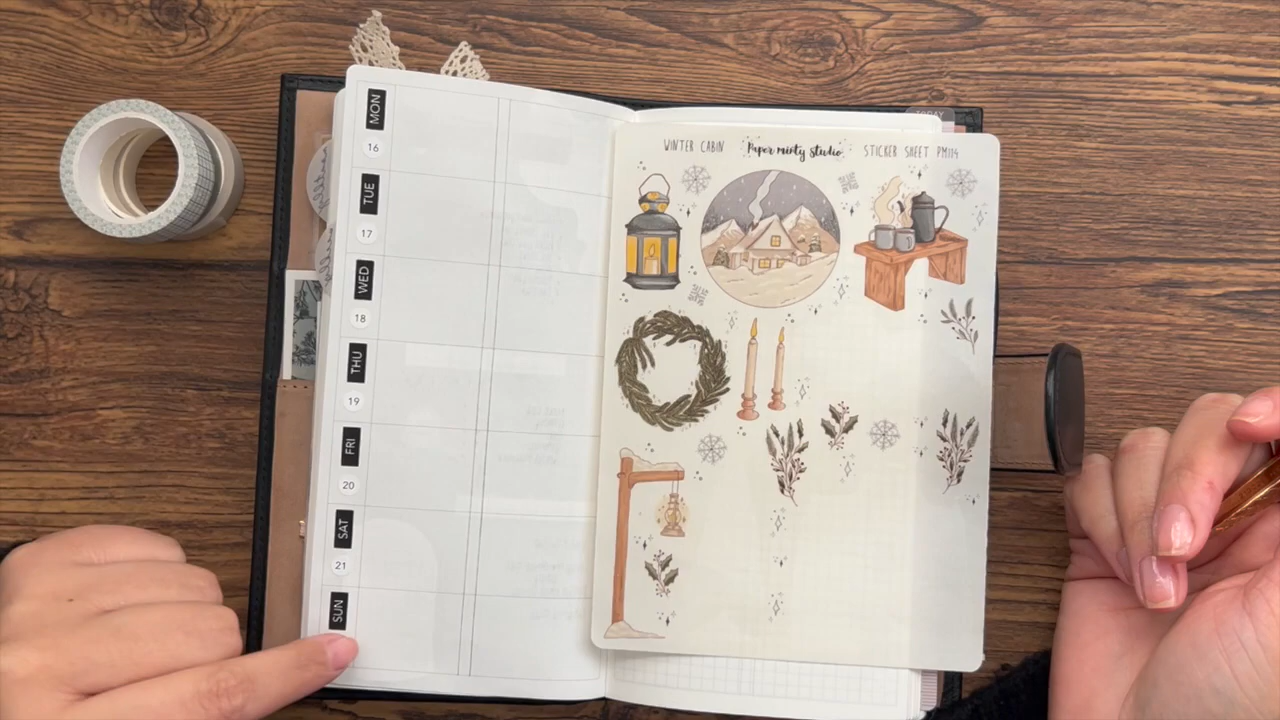 TODAY
MON
16
TUE
17
WED
18
THU
19
FRI
20
SAT
21
SUN
WINTER CABIN Paper minty studio STICKER SHEET PM114